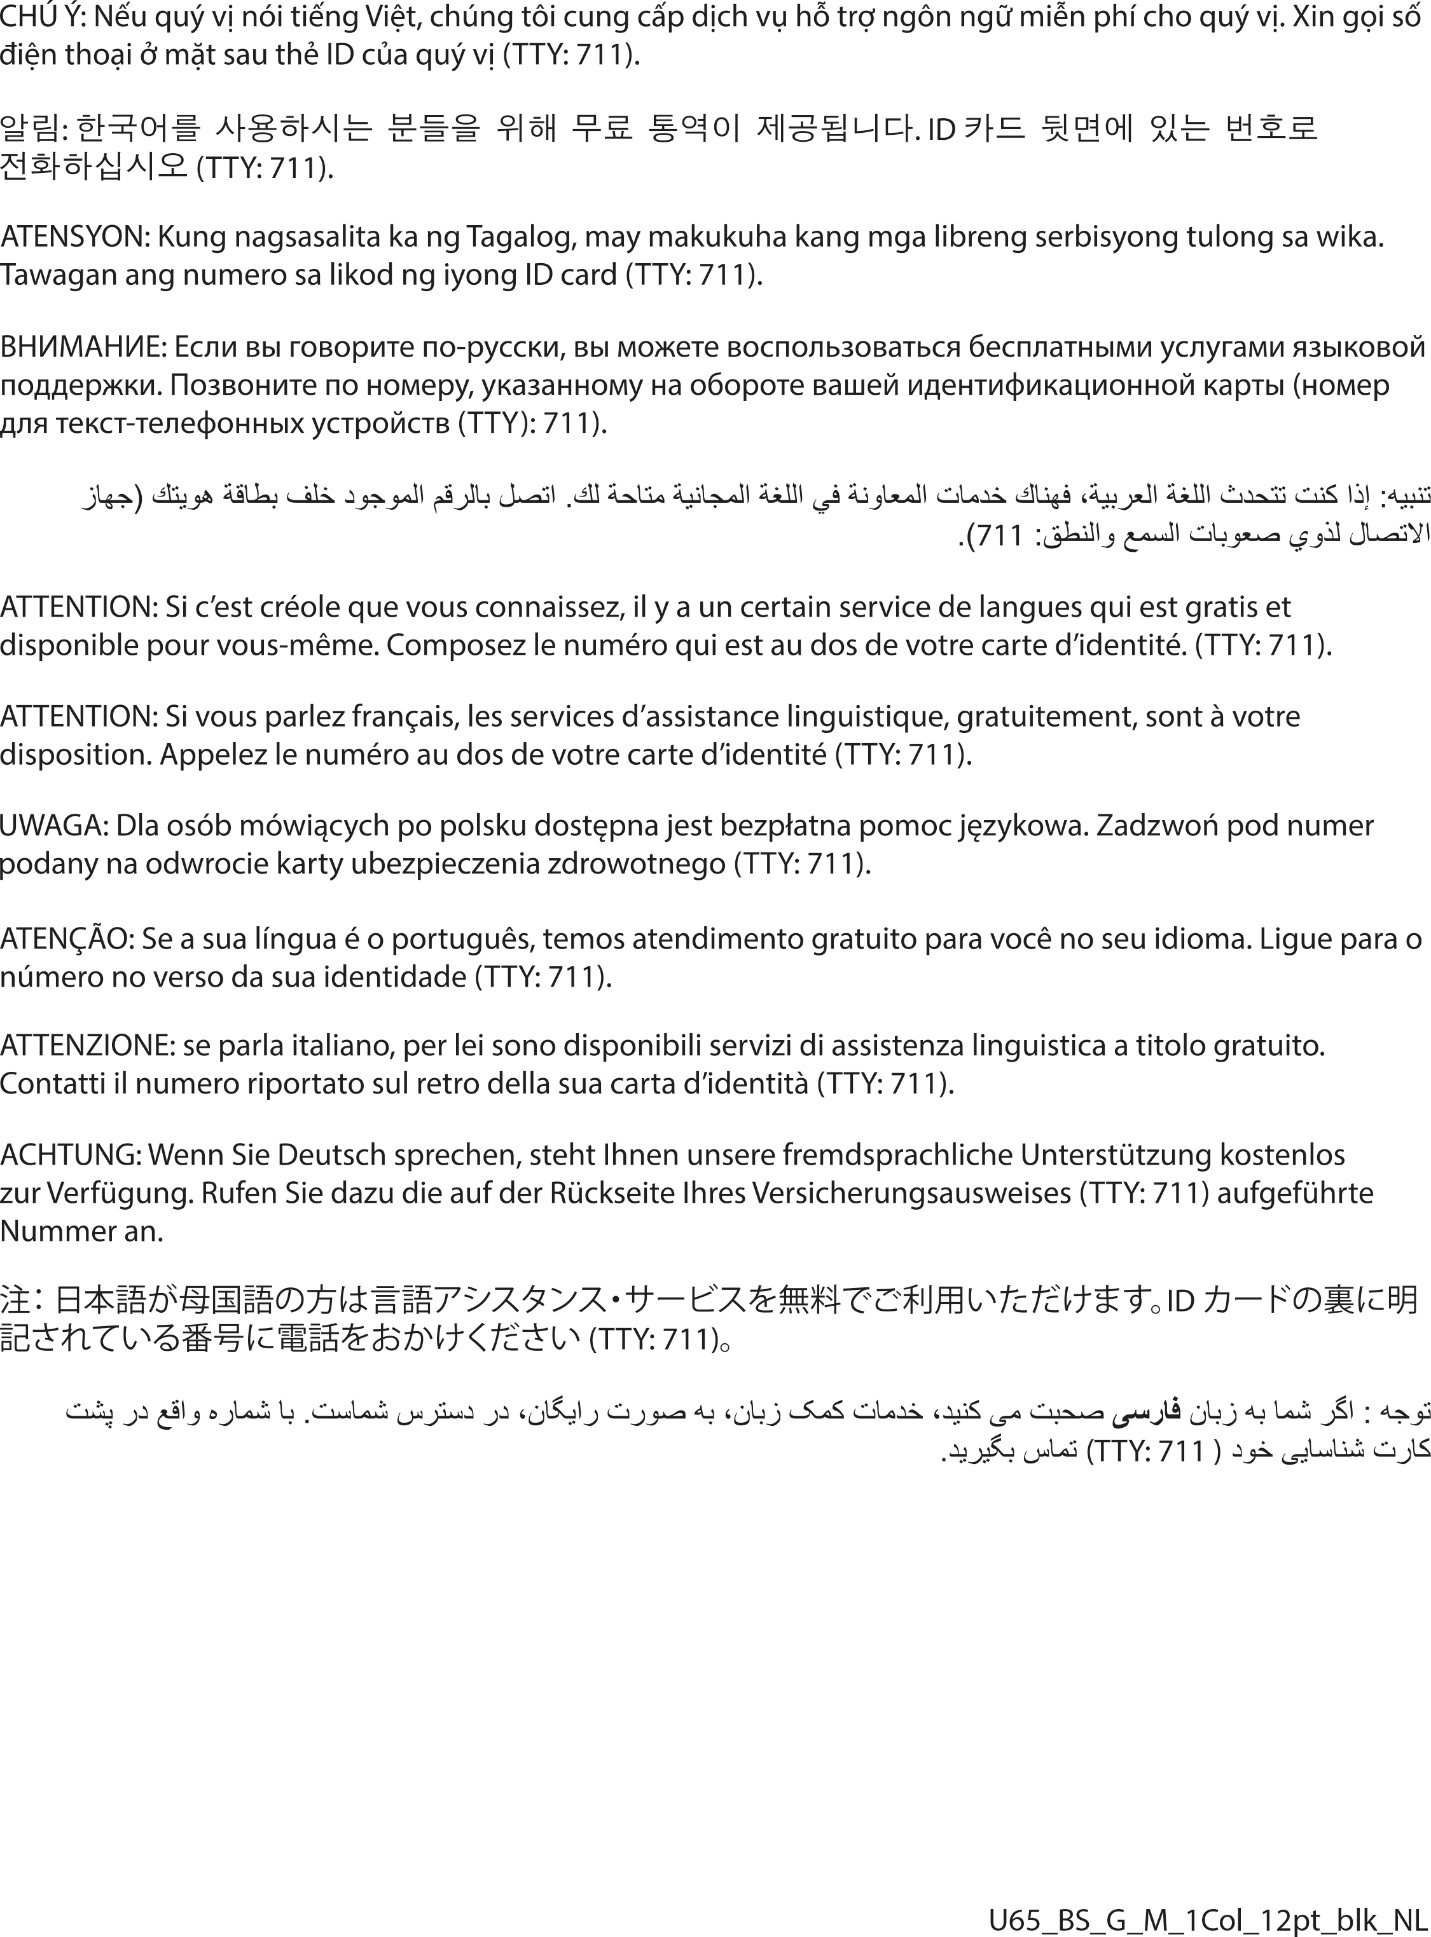 CHÚ Ý: Nếu quý vị nói tiếng Việt, chúng tôi cung cấp dịch vụ hỗ trợ ngôn ngữ miễn phí cho quý vị. Xin gọi số
điện thoại ở mặt sau thẻ ID của quý vị (TTY: 711).
알림: 한국어를 사용하시는 분들을 위해 무료 통역이 제공됩니다. ID 카드 뒷면에 있는 번호로
전화하십시오 (TTY: 711).
ATENSYON: Kung nagsasalita ka ng Tagalog, may makukuha kang mga libreng serbisyong tulong sa wika.
Tawagan ang numero sa likod ng iyong ID card (TTY: 711).
ВНИМАНИЕ: Если вы говорите по-русски, вы можете воспользоваться бесплатными услугами языковой
поддержки. Позвоните по номеру, указанному на обороте вашей идентификационной карты (номер
для текст-телефонных устройств (TTY): 711).
تنبيه: إذا كنت تتحدث اللغة العربية، فهناك خدمات المعاونة في اللغة المجانية متاحة لك. اتصل بالرقم الموجود خلف بطاقة هويتك (جهاز
الاتصال لذوي صعوبات السمع والنطق: 711).
ATTENTION: Si c’est créole que vous connaissez, il y a un certain service de langues qui est gratis et
disponible pour vous-même. Composez le numéro qui est au dos de votre carte d’identité. (TTY: 711).
ATTENTION: Si vous parlez français, les services d’assistance linguistique, gratuitement, sont à votre
disposition. Appelez le numéro au dos de votre carte d’identité (TTY: 711).
UWAGA: Dla osób mówiących po polsku dostępna jest bezpłatna pomoc językowa. Zadzwoń pod numer
podany na odwrocie karty ubezpieczenia zdrowotnego (TTY: 711).
ATENÇÃO: Se a sua língua é o português, temos atendimento gratuito para você no seu idioma. Ligue para o
número no verso da sua identidade (TTY: 711).
ATTENZIONE: se parla italiano, per lei sono disponibili servizi di assistenza linguistica a titolo gratuito.
Contatti il numero riportato sul retro della sua carta d’identità (TTY: 711).
ACHTUNG: Wenn Sie Deutsch sprechen, steht Ihnen unsere fremdsprachliche Unterstützung kostenlos
zur Verfügung. Rufen Sie dazu die auf der Rückseite Ihres Versicherungsausweises (TTY: 711) aufgeführte
Nummer an.
注： 日本語が母国語の方は言語アシスタンス・サービスを無料でご利用いただけます。ID カードの裏に明
記されている番号に電話をおかけください (TTY: 711)。
توجه : اگر شما به زبان فارسی صحبت می کنید، خدمات کمک زبان، به صورت رایگان، در دسترس شماست. با شماره واقع در پشت
کارت شناسایی خود ( TTY: 711) تماس بگیرید.
U65_BS_G_M_1Col_12pt_blk_NL